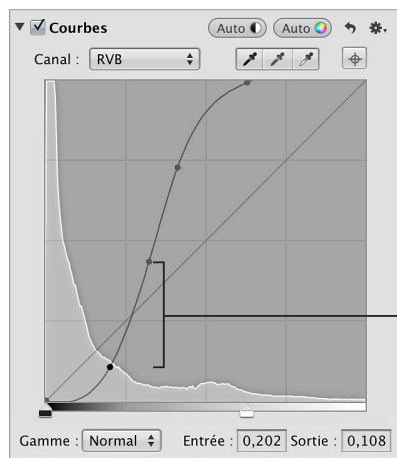 Courbes Auto Auto
Canal : RVB
Gamme : Normal Entrée : 0,202 Sortie : 0,108